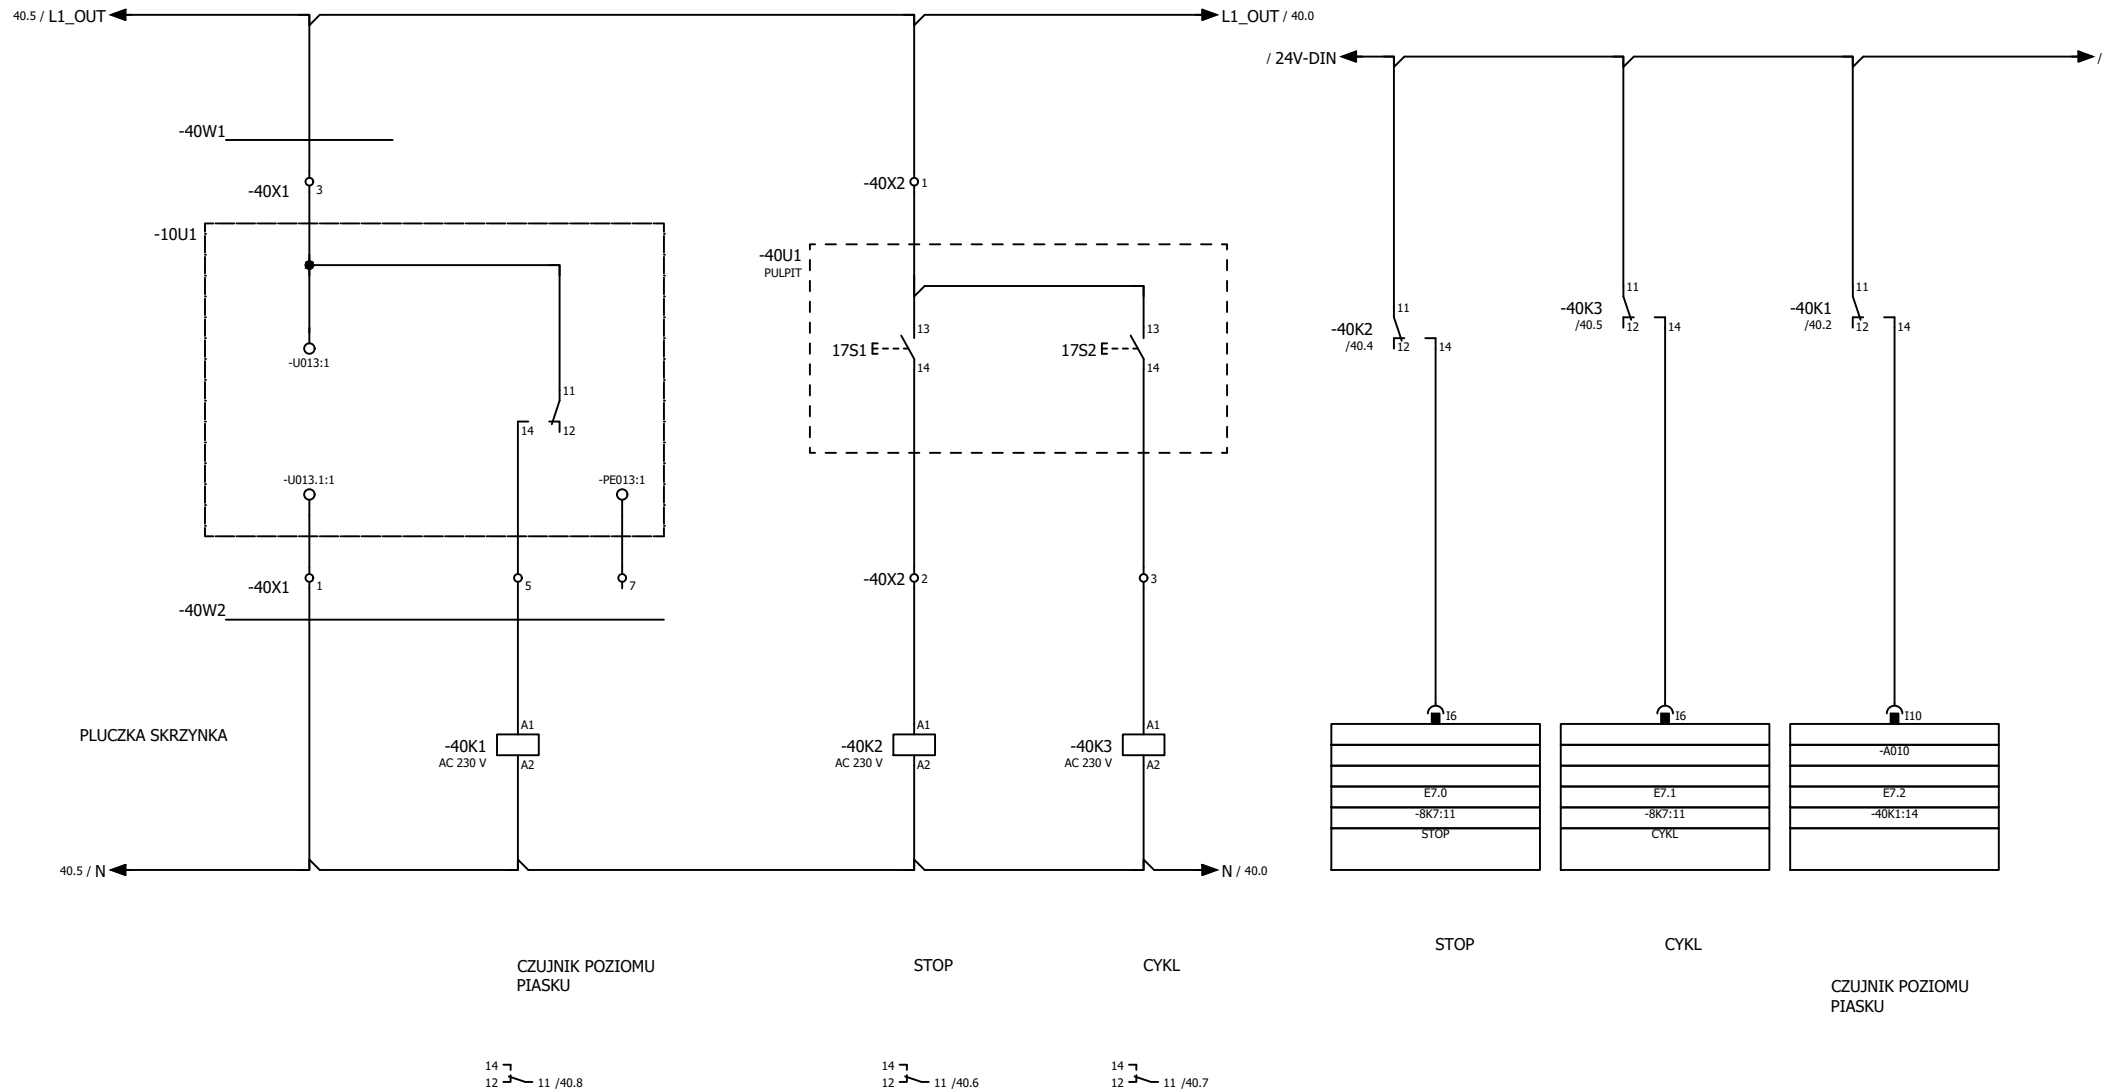 40.5 / L1_OUT
L1_OUT / 40.0
/ 24V-DIN
/
-40W1
-40X1
3
-40X2
1
-10U1
-40U1
PULPIT
-U013:1
11
14
12
13
17S1
14
13
17S2
14
11
-40K2
/40.4
12
14
11
-40K3
/40.5
12
14
11
-40K1
/40.2
12
14
-U013.1:1
-PE013:1
-40X1
1
5
7
-40X2
2
3
-40W2
PLUCZKA SKRZYNKA
A1
-40K1
AC 230 V
A2
A1
-40K2
AC 230 V
A2
A1
-40K3
AC 230 V
A2
I6
E7.0
-8K7:11
STOP
I6
E7.1
-8K7:11
CYKL
I10
-A010
E7.2
-40K1:14
40.5 / N
N / 40.0
CZUJNIK POZIOMU
PIASKU
STOP
CYKL
STOP
CYKL
CZUJNIK POZIOMU
PIASKU
14
12
11 /40.8
14
12
11 /40.6
14
12
11 /40.7